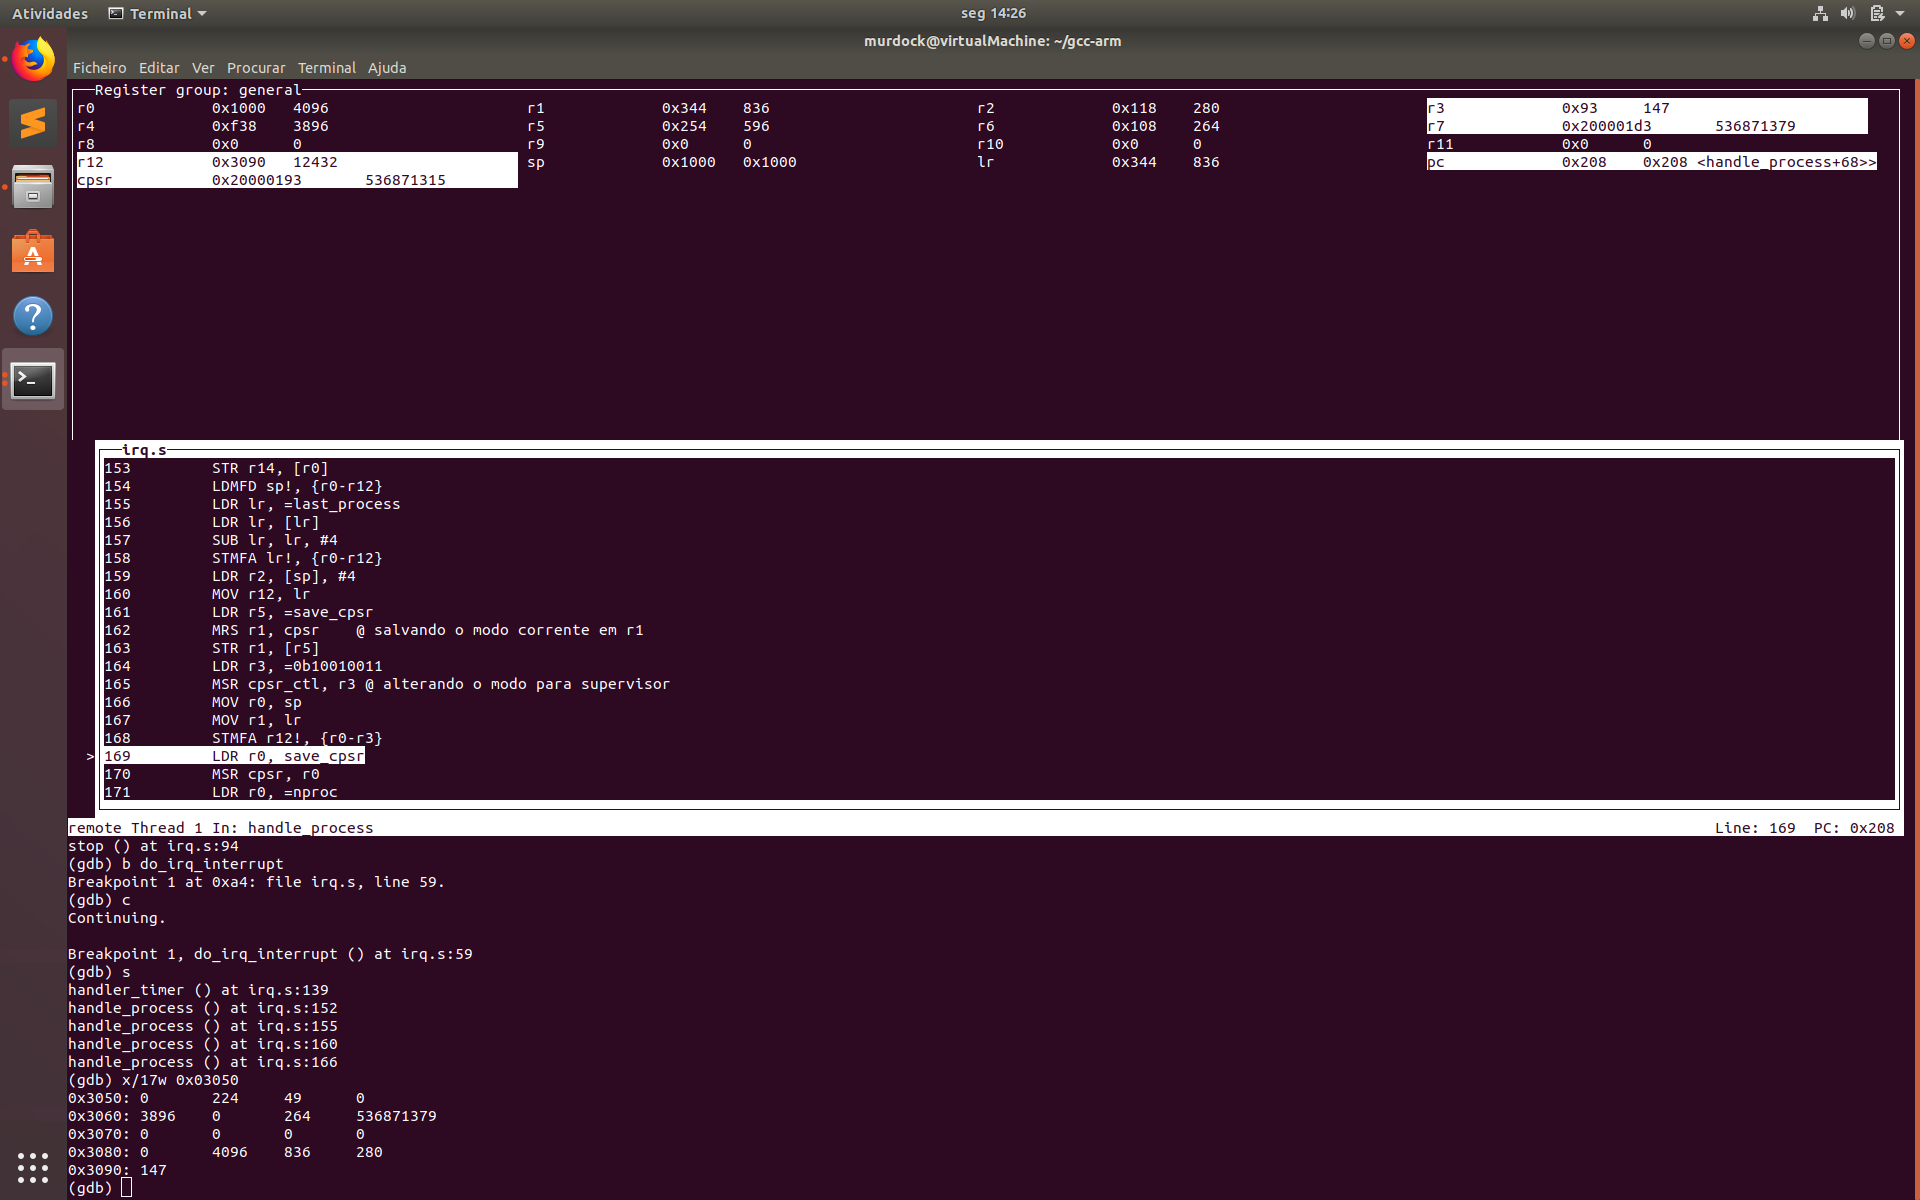 Atividades Terminal seg 14:26
murdock@virtualMachine: ~/gcc-arm
Ficheiro Editar Ver Procurar Terminal Ajuda
Register group: general
r0 0x1000 4096 r1 0x344 836 r2 0x118 280 r3 0x93 147
r4 0xf38 3896 r5 0x254 596 r6 0x108 264 r7 0x200001d3 536871379
r8 0x0 0 r9 0x0 0 r10 0x0 0 r11 0x0 0
r12 0x3090 12432 sp 0x1000 0x1000 lr 0x344 836 pc 0x208 0x208 <handle_process+68>>
cpsr 0x20000193 536871315
irq.s
153 STR r14, [r0]
154 LDMFD sp!, {r0-r12}
155 LDR lr, =last_process
156 LDR lr, [lr]
157 SUB lr, lr, #4
158 STMFA lr!, {r0-r12}
159 LDR r2, [sp], #4
160 MOV r12, lr
161 LDR r5, =save_cpsr
162 MRS r1, cpsr @ salvando o modo corrente em r1
163 STR r1, [r5]
164 LDR r3, =0b10010011
165 MSR cpsr_ctl, r3 @ alterando o modo para supervisor
166 MOV r0, sp
167 MOV r1, lr
168 STMFA r12!, {r0-r3}
>169 LDR r0, save_cpsr
170 MSR cpsr, r0
171 LDR r0, =nproc
remote Thread 1 In: handle_process Line: 169 PC: 0x208
stop () at irq.s:94
(gdb) b do_irq_interrupt
Breakpoint 1 at 0xa4: file irq.s, line 59.
(gdb) c
Continuing.
Breakpoint 1, do_irq_interrupt () at irq.s:59
(gdb) s
handler_timer () at irq.s:139
handle_process () at irq.s:152
handle_process () at irq.s:155
handle_process () at irq.s:160
handle_process () at irq.s:166
(gdb) x/17w 0x03050
0x3050: 0 224 49 0
0x3060: 3896 0 264 536871379
0x3070: 0 0 0 0
0x3080: 0 4096 836 280
0x3090: 147
(gdb)